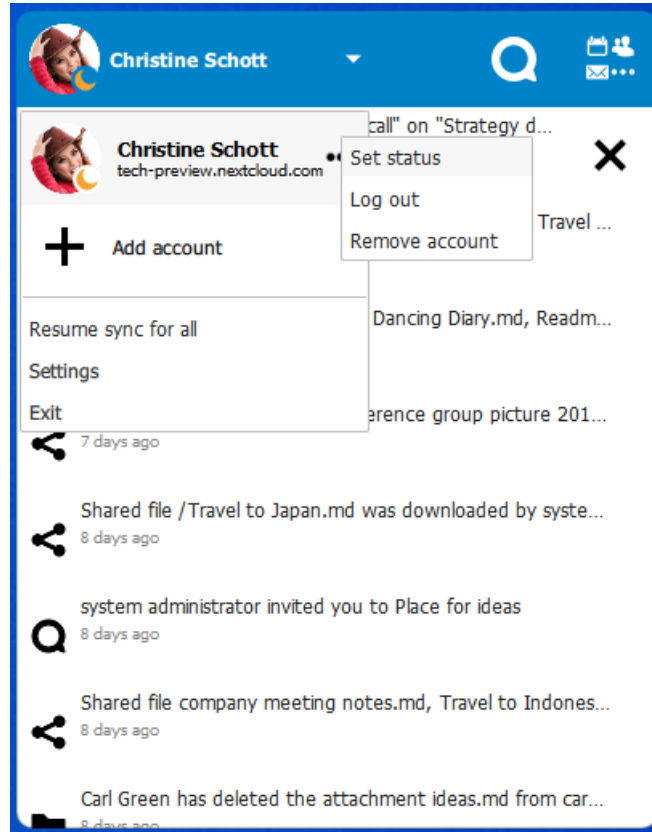 Christine Schott
call" on "Strategy d...
Christine Schott
tech-preview.nextcloud.com
Set status
Log out
Remove account
Travel ...
Add account
Dancing Diary.md, Readm...
Resume sync for all
Settings
Exit
erence group picture 201...
7 days ago
Shared file /Travel to Japan.md was downloaded by syste...
8 days ago
system administrator invited you to Place for ideas
8 days ago
Shared file company meeting notes.md, Travel to Indones...
8 days ago
Carl Green has deleted the attachment ideas.md from car...
8 days ago